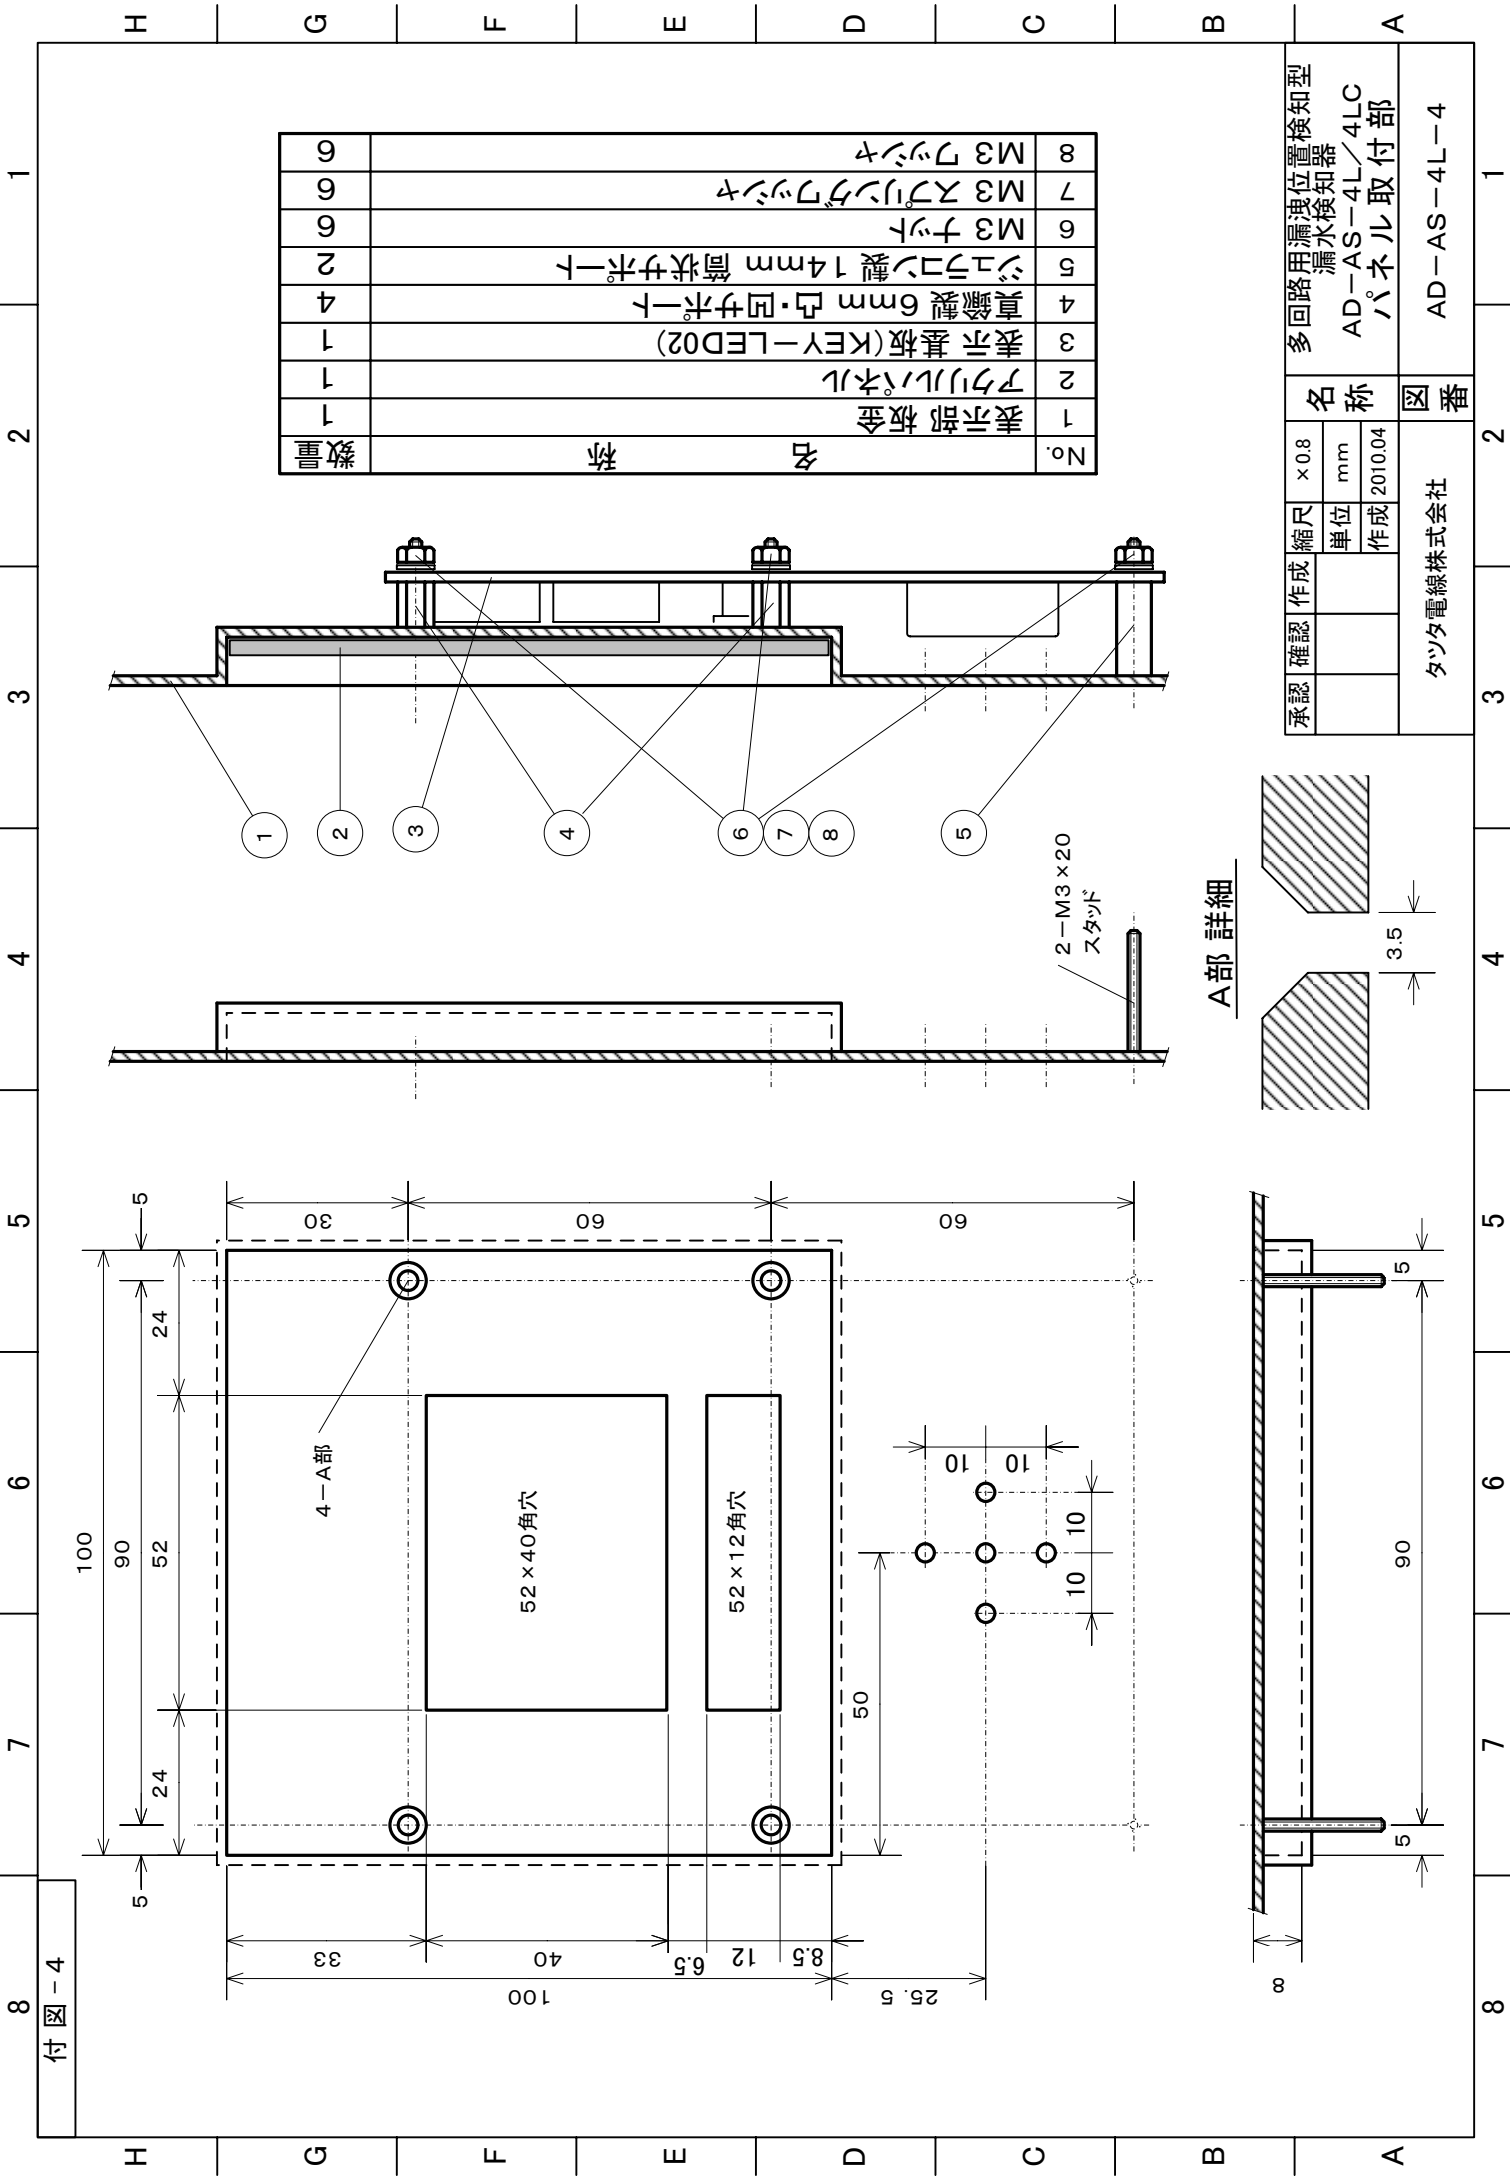 付図-4
8
7
6
5
4
3
2
1
H
G
F
E
D
C
B
A
H
G
F
E
D
C
B
A
8
7
6
5
4
3
2
1
100
5
90
5
24
52
24
4-A部
52×40角穴
52×12角穴
30
60
60
33
40
6.5
12
8.5
100
25.5
50
10
10
10
10
8
5
90
5
2-M3×20
スタッド
A部 詳細
3.5
1
2
3
4
6
7
8
5
No. 名称 数量
1 表示部 板金 1
2 アクリルパネル 1
3 表示 基板(KEY-LED02) 1
4 真鍮製 6mm 凸・凹サポート 4
5 ジュラコン製 14mm 筒状サポート 2
6 M3 ナット 6
7 M3 スプリングワッシャ 6
8 M3 ワッシャ 6
承認 確認 作成
縮尺 ×0.8
単位 mm
作成 2010.04
名称
多回路用漏洩位置検知型
漏水検知器
AD-AS-4L/4LC
パネル取付部
タツタ電線株式会社
図番
AD-AS-4L-4